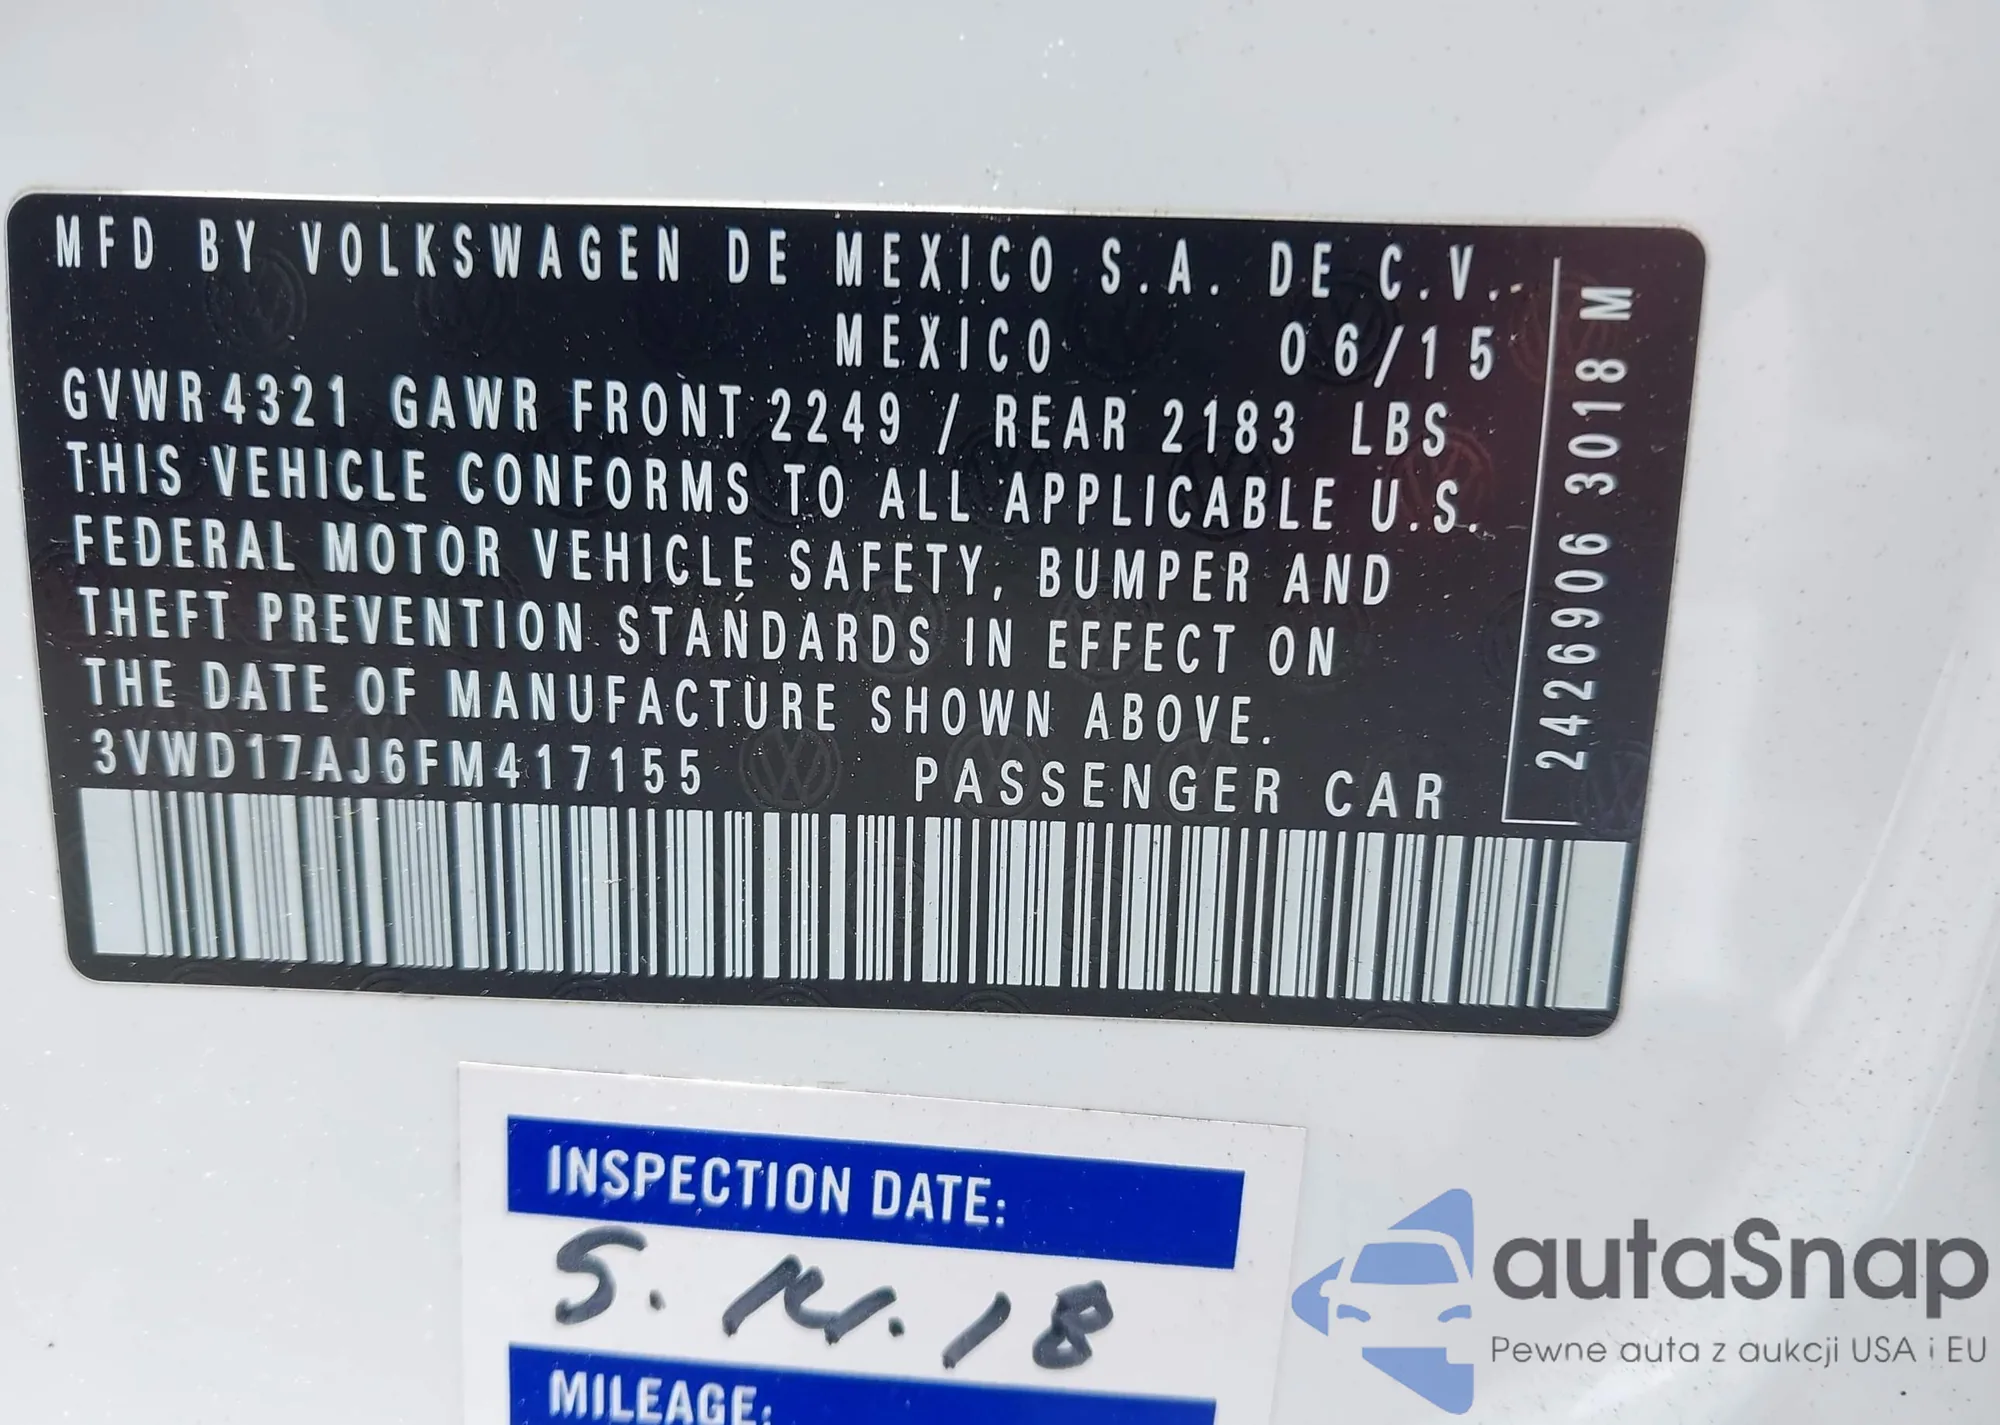 MFD BY VOLKSWAGEN DE MEXICO S.A. DE C.V.
MEXICO 06/15
GVWR 4321 GAWR FRONT 2249 / REAR 2183 LBS
THIS VEHICLE CONFORMS TO ALL APPLICABLE U.S.
FEDERAL MOTOR VEHICLE SAFETY, BUMPER AND
THEFT PREVENTION STANDARDS IN EFFECT ON
THE DATE OF MANUFACTURE SHOWN ABOVE.
3VWD17AJ6FM417155 PASSENGER CAR
2426906 3018 M
INSPECTION DATE:
5.14.18
MILEAGE:
autaSnap
Pewne auta z aukcji USA i EU